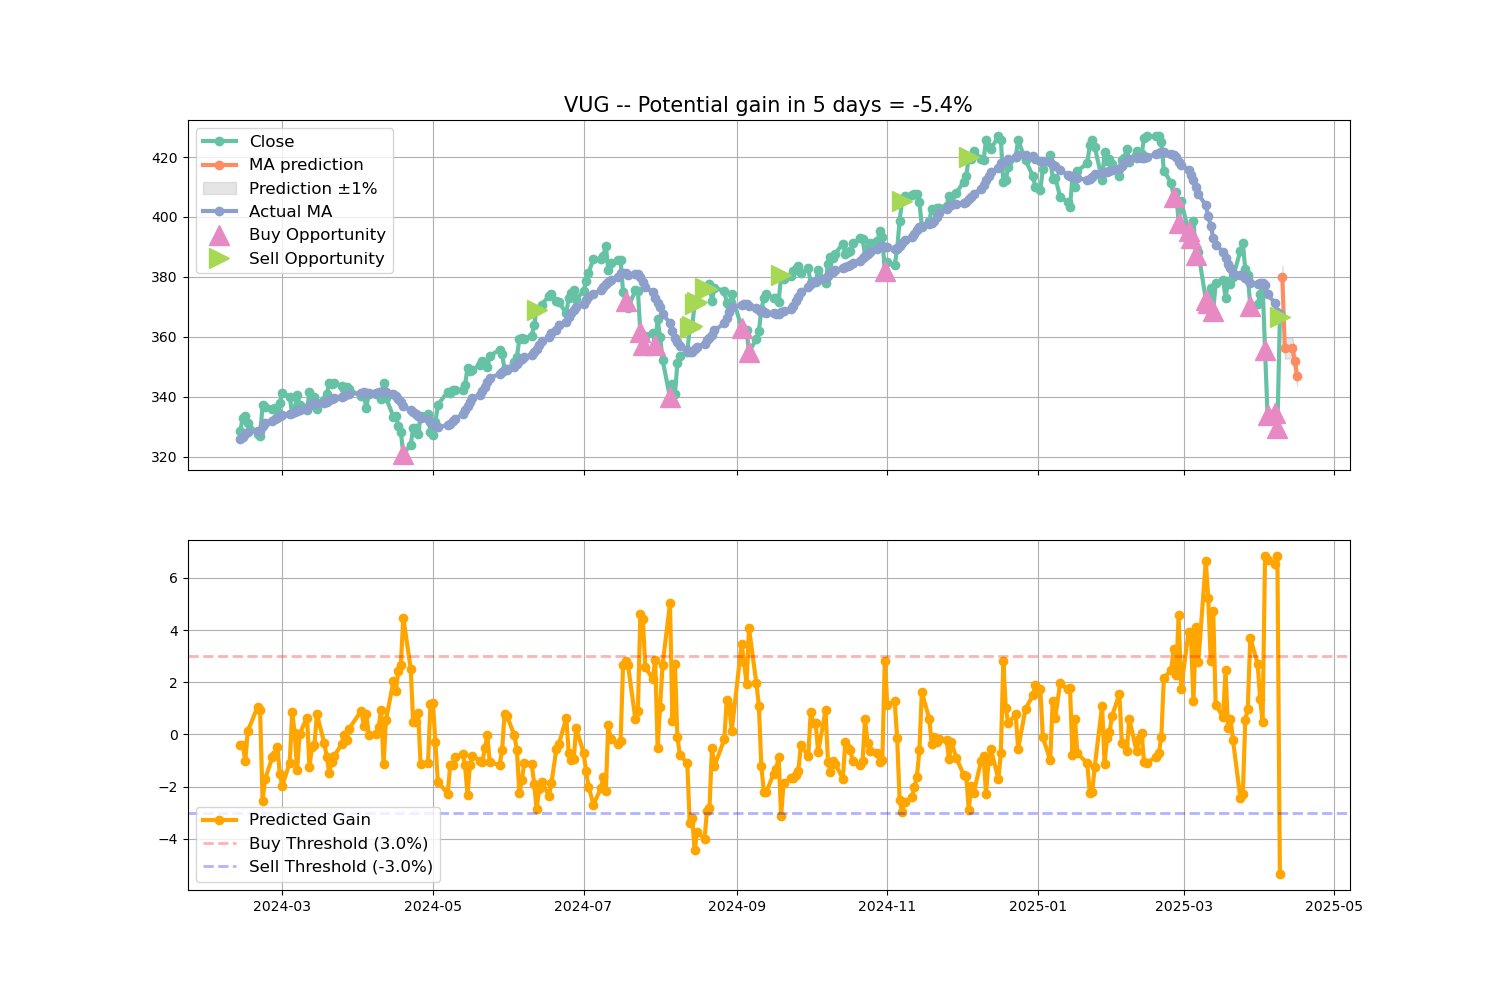 VUG -- Potential gain in 5 days = -5.4%
Close
MA prediction
Prediction ±1%
Actual MA
Buy Opportunity
Sell Opportunity
420
400
380
360
340
320
6
4
2
0
−2
−4
Predicted Gain
Buy Threshold (3.0%)
Sell Threshold (-3.0%)
2024-03 2024-05 2024-07 2024-09 2024-11 2025-01 2025-03 2025-05